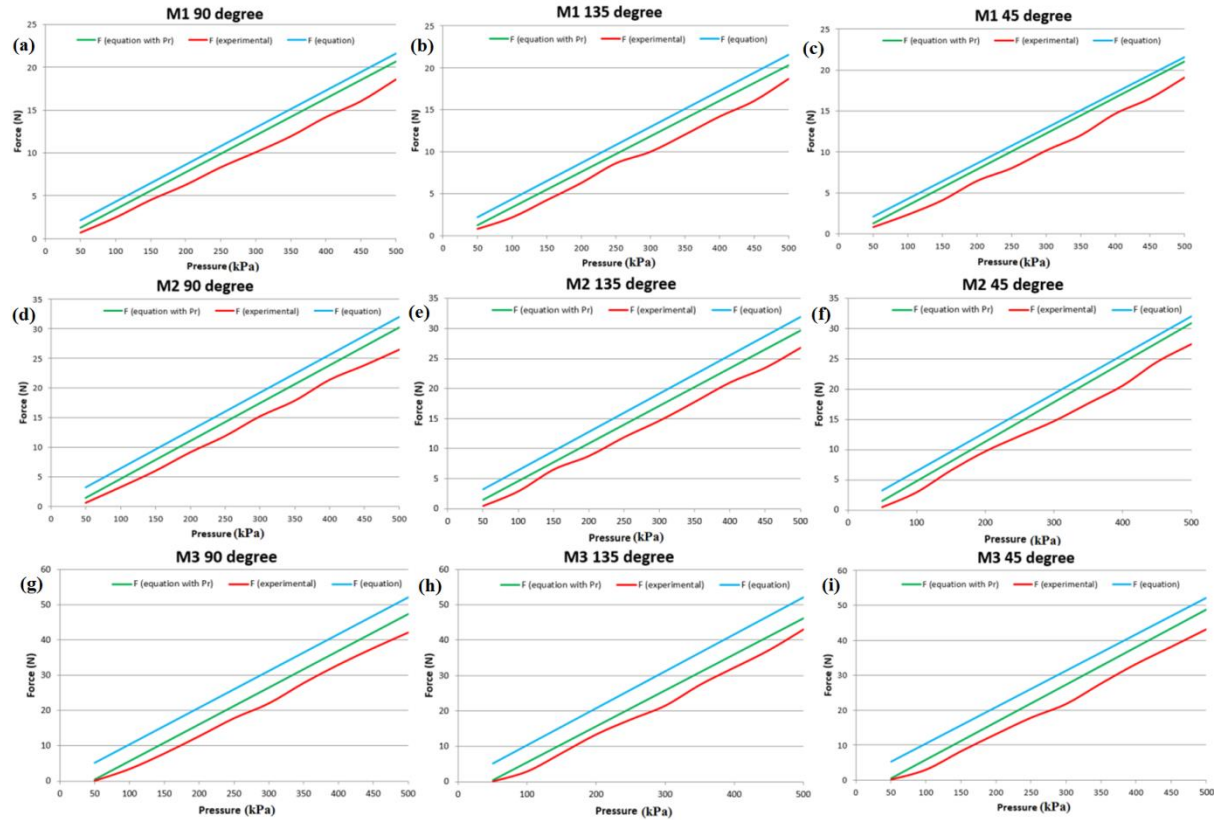 M1 90 degree
(a)
F (equation with Pr) F (experimental) F (equation)
Force (N)
25
20
15
10
5
0
0 50 100 150 200 250 300 350 400 450 500
Pressure (kPa)
M1 135 degree
(b)
F (equation with Pr) F (experimental) F (equation)
Force (N)
25
20
15
10
5
0
0 50 100 150 200 250 300 350 400 450 500
Pressure (kPa)
M1 45 degree
(c)
F (equation with Pr) F (experimental) F (equation)
Force (N)
25
20
15
10
5
0
0 50 100 150 200 250 300 350 400 450 500
Pressure (kPa)
M2 90 degree
(d)
F (equation with Pr) F (experimental) F (equation)
Force (N)
35
30
25
20
15
10
5
0
0 50 100 150 200 250 300 350 400 450 500
Pressure (kPa)
M2 135 degree
(e)
F (equation with Pr) F (experimental) F (equation)
Force (N)
35
30
25
20
15
10
5
0
0 50 100 150 200 250 300 350 400 450 500
Pressure (kPa)
M2 45 degree
(f)
F (equation with Pr) F (experimental) F (equation)
Force (N)
35
30
25
20
15
10
5
0
0 100 200 300 400 500
Pressure (kPa)
M3 90 degree
(g)
F (equation with Pr) F (experimental) F (equation)
Force (N)
60
50
40
30
20
10
0
0 50 100 150 200 250 300 350 400 450 500
Pressure (kPa)
M3 135 degree
(h)
F (equation with Pr) F (experimental) F (equation)
Force (N)
60
50
40
30
20
10
0
0 100 200 300 400 500
Pressure (kPa)
M3 45 degree
(i)
F (equation with Pr) F (experimental) F (equation)
Force (N)
60
50
40
30
20
10
0
0 50 100 150 200 250 300 350 400 450 500
Pressure (kPa)